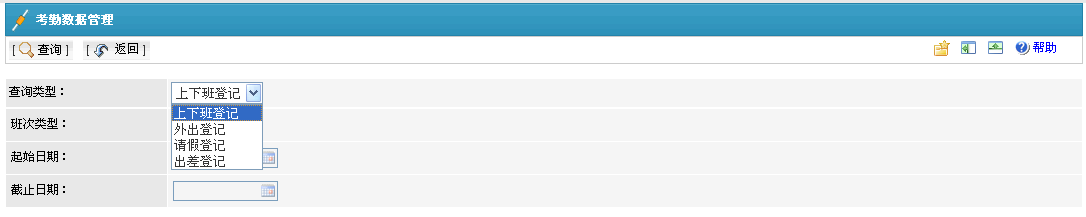 考勤数据管理
[ 查询 ] [ 返回 ] 帮助
查询类型： 上下班登记
上下班登记
班次类型：
外出登记
请假登记
起始日期：
出差登记
截止日期：